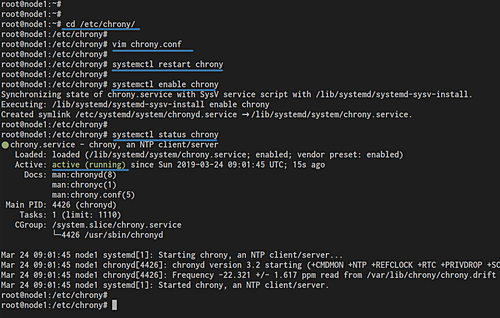 root@node1:~#
root@node1:~#
root@node1:~# cd /etc/chrony/
root@node1:/etc/chrony#
root@node1:/etc/chrony# vim chrony.conf
root@node1:/etc/chrony#
root@node1:/etc/chrony# systemctl restart chrony
root@node1:/etc/chrony#
root@node1:/etc/chrony# systemctl enable chrony
Synchronizing state of chrony.service with SysV service script with /lib/systemd/systemd-sysv-install.
Executing: /lib/systemd/systemd-sysv-install enable chrony
Created symlink /etc/systemd/system/chronyd.service → /lib/systemd/system/chrony.service.
root@node1:/etc/chrony#
root@node1:/etc/chrony# systemctl status chrony
● chrony.service - chrony, an NTP client/server
Loaded: loaded (/lib/systemd/system/chrony.service; enabled; vendor preset: enabled)
Active: active (running) since Sun 2019-03-24 09:01:45 UTC; 15s ago
Docs: man:chronyd(8)
man:chronyc(1)
man:chrony.conf(5)
Main PID: 4426 (chronyd)
Tasks: 1 (limit: 1110)
CGroup: /system.slice/chrony.service
└─4426 /usr/sbin/chronyd
Mar 24 09:01:45 node1 systemd[1]: Starting chrony, an NTP client/server...
Mar 24 09:01:45 node1 chronyd[4426]: chronyd version 3.2 starting (+CMDMON +NTP +REFCLOCK +RTC +PRIVDROP +SC
Mar 24 09:01:45 node1 chronyd[4426]: Frequency -22.321 +/- 1.617 ppm read from /var/lib/chrony/chrony.drift
Mar 24 09:01:45 node1 systemd[1]: Started chrony, an NTP client/server.
root@node1:/etc/chrony#
root@node1:/etc/chrony#